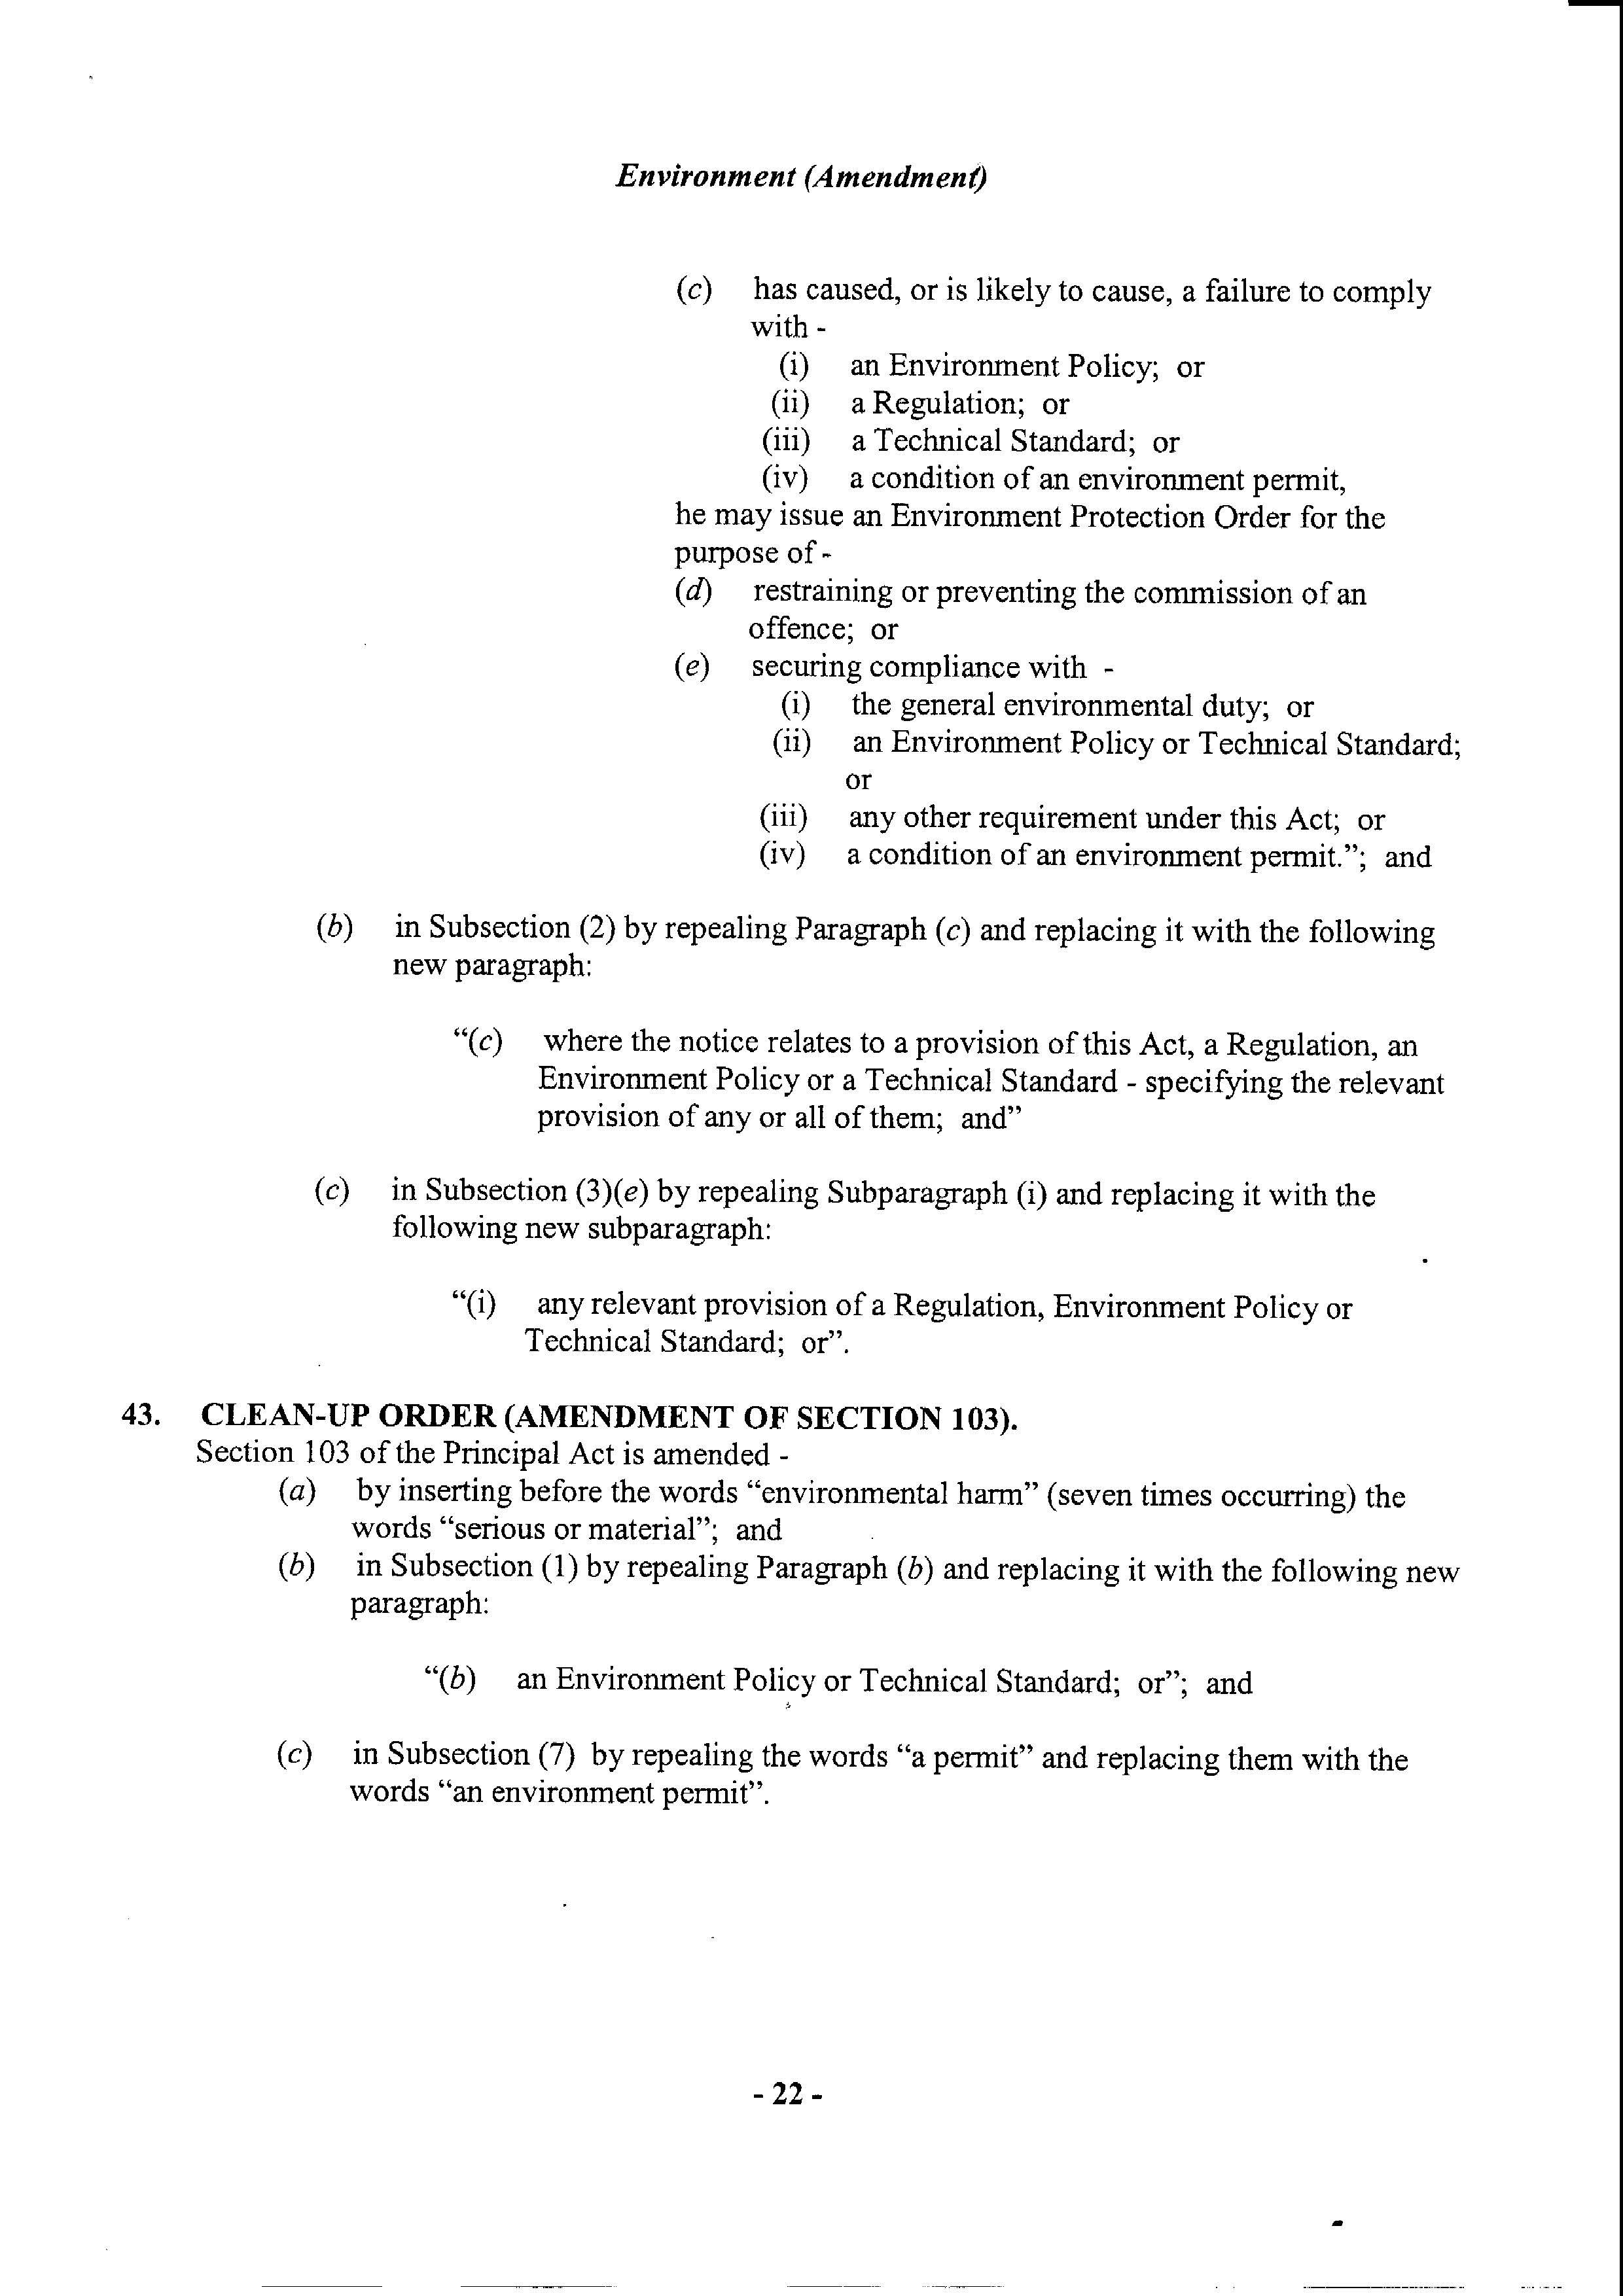 Environment (Amendment)
(c) has caused, or is likely to cause, a failure to comply
with -
(i) an Environment Policy; or
(ii) a Regulation; or
(iii) a Technical Standard; or
(iv) a condition of an environment permit,
he may issue an Environment Protection Order for the
purpose of -
(d) restraining or preventing the commission of an
offence; or
(e) securing compliance with -
(i) the general environmental duty; or
(ii) an Environment Policy or Technical Standard;
or
(iii) any other requirement under this Act; or
(iv) a condition of an environment permit.”; and
(b) in Subsection (2) by repealing Paragraph (c) and replacing it with the following
new paragraph:
“(c) where the notice relates to a provision of this Act, a Regulation, an
Environment Policy or a Technical Standard - specifying the relevant
provision of any or all of them; and”
(c) in Subsection (3)(e) by repealing Subparagraph (i) and replacing it with the
following new subparagraph:
“(i) any relevant provision of a Regulation, Environment Policy or
Technical Standard; or”.
43. CLEAN-UP ORDER (AMENDMENT OF SECTION 103).
Section 103 of the Principal Act is amended -
(a) by inserting before the words “environmental harm” (seven times occurring) the
words “serious or material”; and
(b) in Subsection (1) by repealing Paragraph (b) and replacing it with the following new
paragraph:
“(b) an Environment Policy or Technical Standard; or”; and
(c) in Subsection (7) by repealing the words “a permit” and replacing them with the
words “an environment permit”.
- 22 -